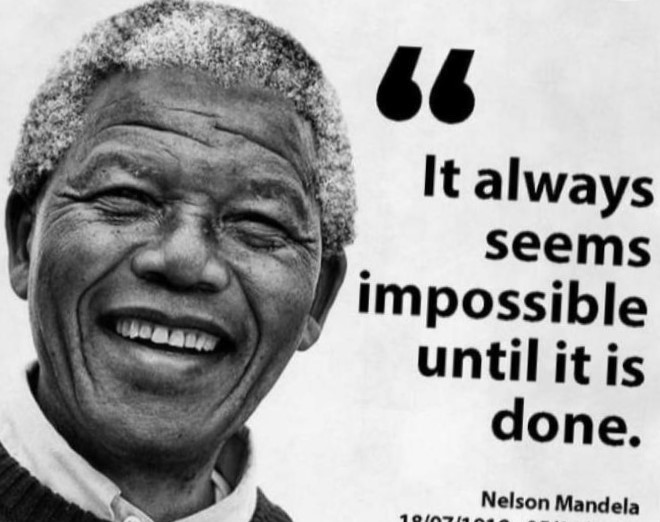 “
It always
seems
impossible
until it is
done.
Nelson Mandela